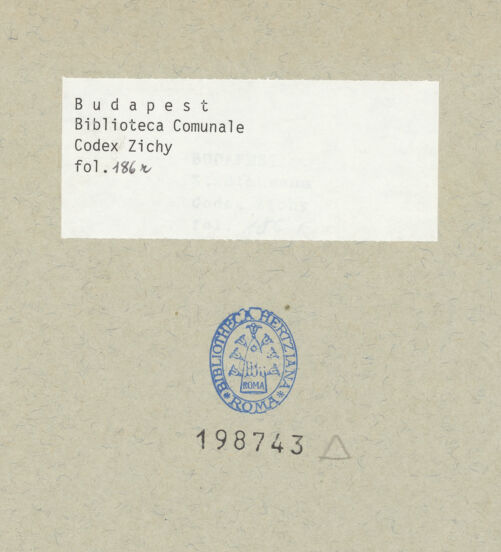 Budapest
Biblioteca Comunale
Codex Zichy
fol. 186 r
BIBLIOTHECA HERTZIANA
ROMA
* ROMA *
198743